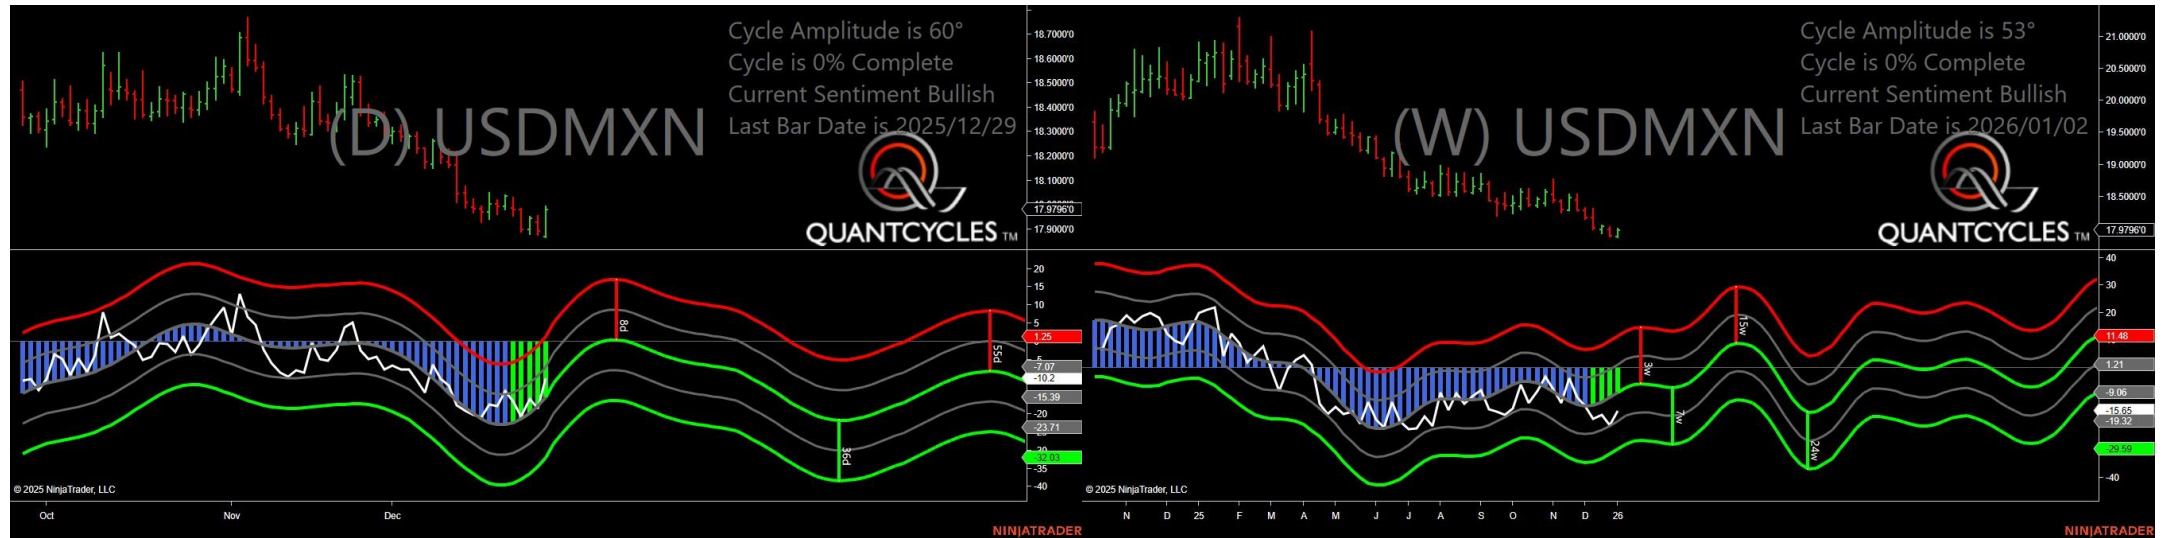 Cycle Amplitude is 60°
Cycle is 0% Complete
Current Sentiment Bullish
Last Bar Date is 2025/12/29
(D) USDMXN
QUANTCYCLES TM
18.7000'0
18.6000'0
18.5000'0
18.4000'0
18.3000'0
18.2000'0
18.1000'0
17.9796'0
17.9000'0
20
15
10
5
1.25
-7.07
-10.2
-15.39
-20
-23.71
-32.03
-35
-40
8d
36d
55d
© 2025 NinjaTrader, LLC
Oct Nov Dec
NINJATRADER
Cycle Amplitude is 53°
Cycle is 0% Complete
Current Sentiment Bullish
Last Bar Date is 2026/01/02
(W) USDMXN
QUANTCYCLES TM
21.0000'0
20.5000'0
20.0000'0
19.5000'0
19.0000'0
18.5000'0
17.9796'0
40
30
20
11.48
1.21
-9.06
-15.65
-19.32
-29.59
-40
3w
7w
15w
24w
© 2025 NinjaTrader, LLC
N D 25 F M A M J J A S O N D 26
NINJATRADER